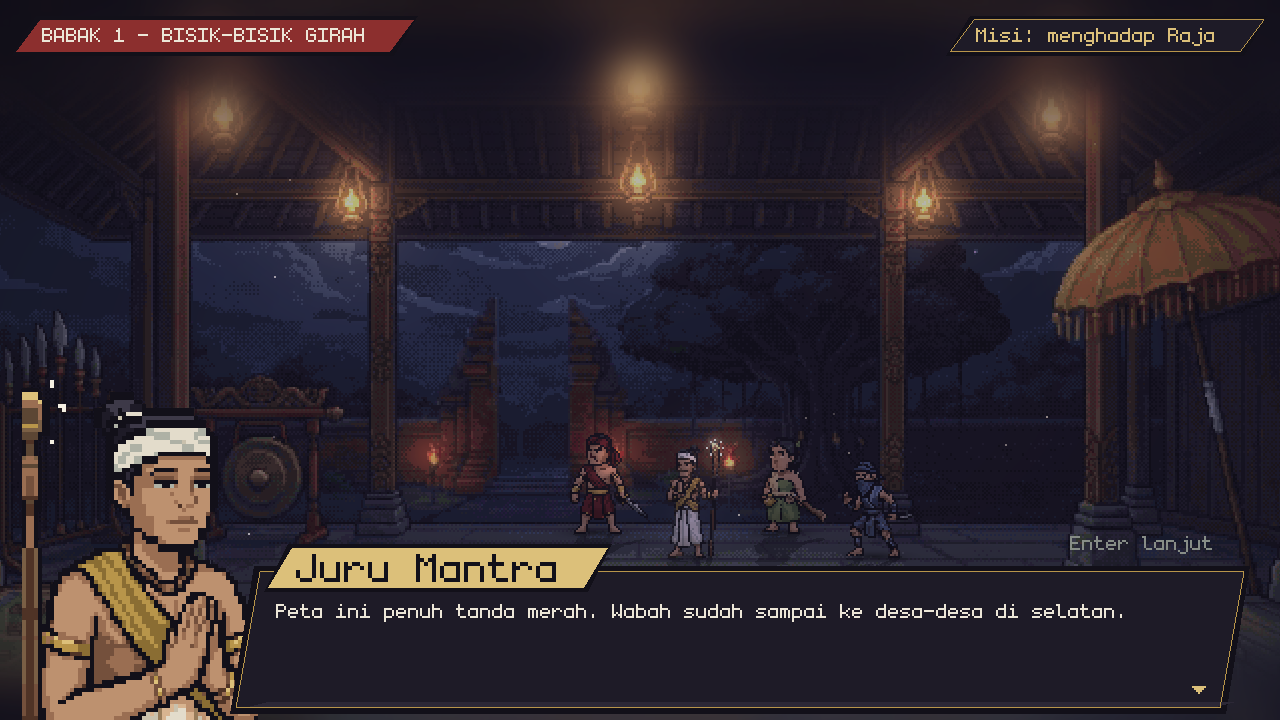 BABAK 1 - BISIK-BISIK GIRAH
Misi: menghadap Raja
Enter lanjut
Juru Mantra
Peta ini penuh tanda merah. Wabah sudah sampai ke desa-desa di selatan.